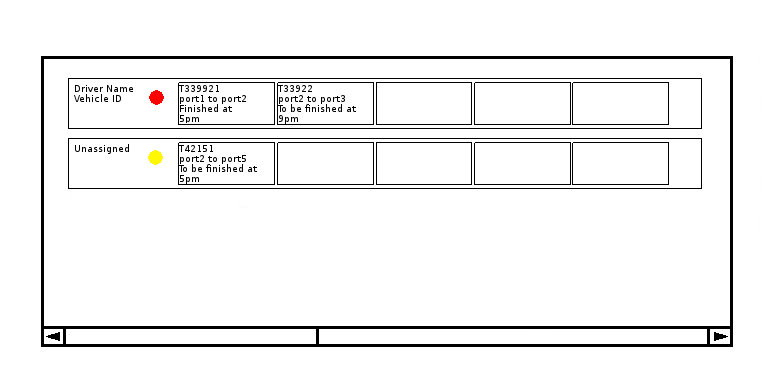 Driver Name
Vehicle ID
T339921
port1 to port2
Finished at
5pm
T33922
port2 to port3
To be finished at
9pm
Unassigned
T42151
port2 to port5
To be finished at
5pm